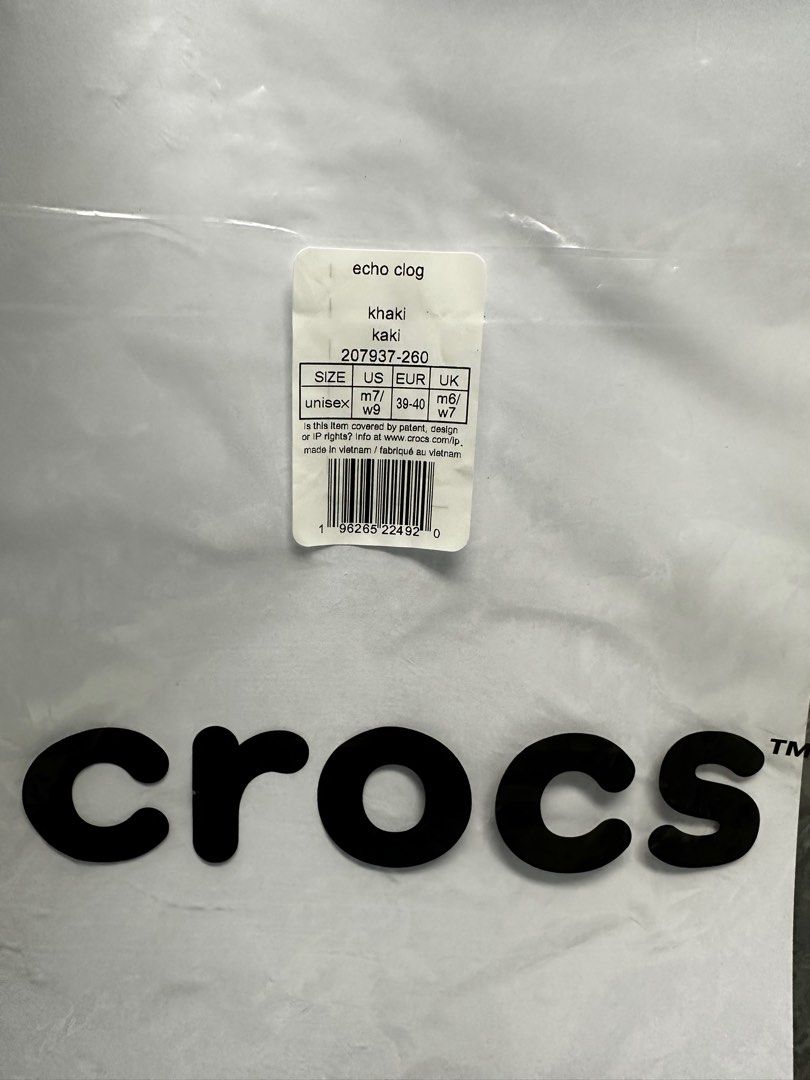 echo clog
khaki
kaki
207937-260
SIZE US EUR UK
unisex m7/ w9 39-40 m6/ w7
Is this item covered by patent, design
or IP rights? Info at www.crocs.com/ip.
made in vietnam / fabriqué au vietnam
1 96265 22492 0
crocs™